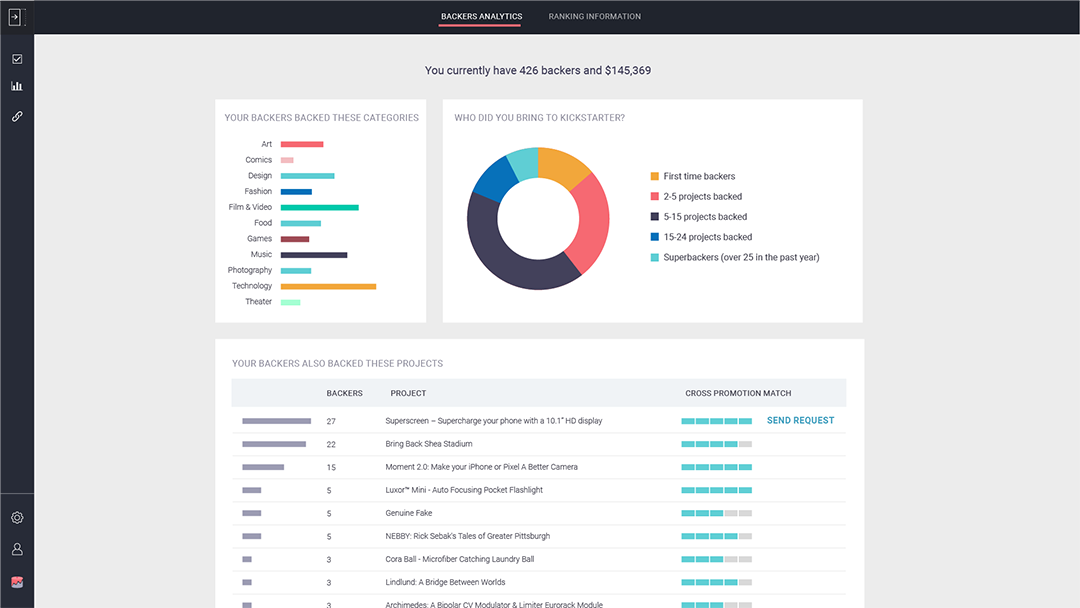 BACKERS ANALYTICS
RANKING INFORMATION
You currently have 426 backers and $145,369
YOUR BACKERS BACKED THESE CATEGORIES
Art
Comics
Design
Fashion
Film & Video
Food
Games
Music
Photography
Technology
Theater
WHO DID YOU BRING TO KICKSTARTER?
First time backers
2-5 projects backed
5-15 projects backed
15-24 projects backed
Superbackers (over 25 in the past year)
YOUR BACKERS ALSO BACKED THESE PROJECTS
BACKERS PROJECT CROSS PROMOTION MATCH
27 Superscreen – Supercharge your phone with a 10.1” HD display SEND REQUEST
22 Bring Back Shea Stadium
15 Moment 2.0: Make your iPhone or Pixel A Better Camera
5 Luxor™ Mini - Auto Focusing Pocket Flashlight
5 Genuine Fake
5 NEBBY: Rick Sebak's Tales of Greater Pittsburgh
3 Cora Ball - Microfiber Catching Laundry Ball
3 Lindlund: A Bridge Between Worlds
3 Archimedes: A Bipolar CV Modulator & Limiter Eurorack Module